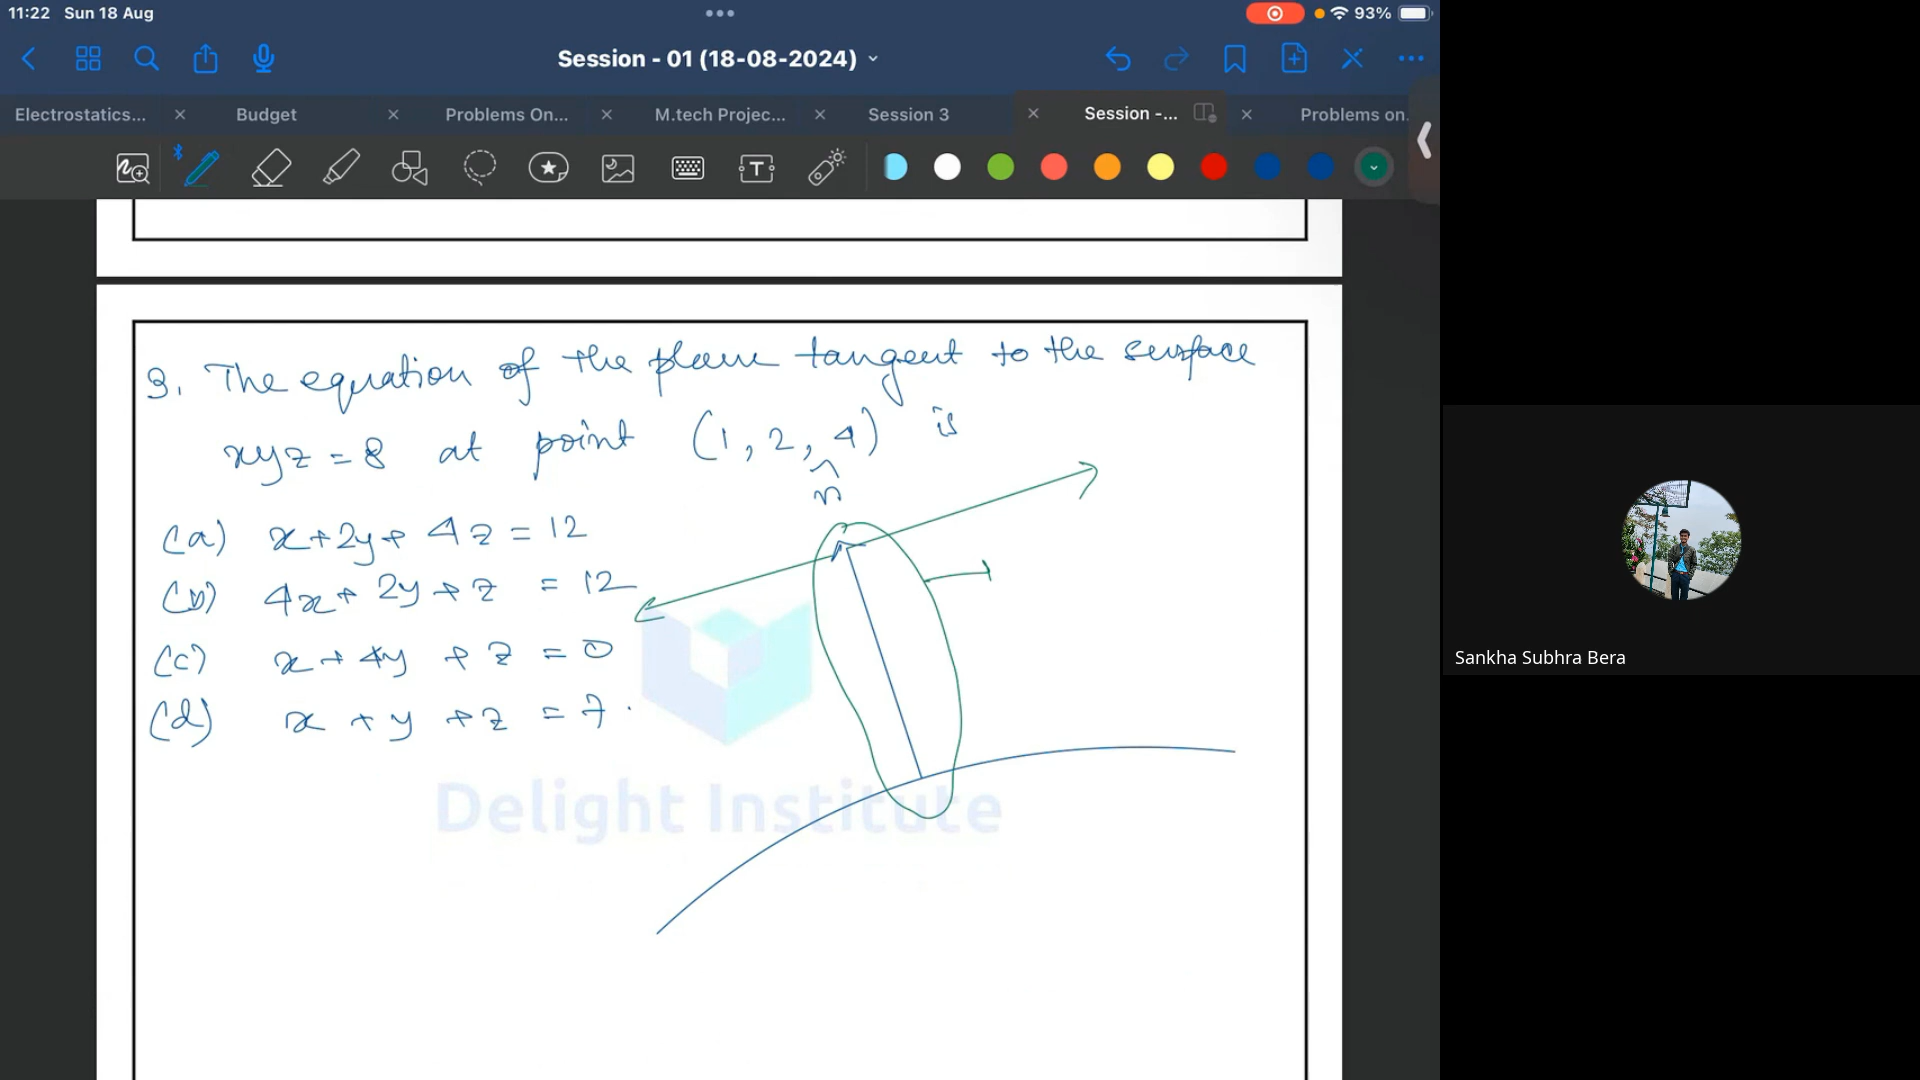 11:22 Sun 18 Aug
93%
Session - 01 (18-08-2024)
Electrostatics...
Budget
Problems On...
M.tech Projec...
Session 3
Session -...
Problems on.
3. The equation of the plane tangent to the surface
xyz = 8 at point (1, 2, 4) is
n̂
(a) x+2y+ 4z = 12
(b) 4x+ 2y + z = 12
(c) x + 4y + z = 0
(d) x + y + z = 7.
Delight Institute
Sankha Subhra Bera